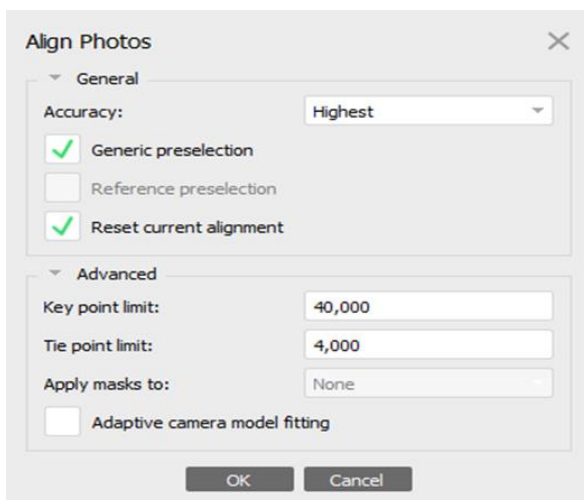 Align Photos
General
Accuracy: Highest
Generic preselection
Reference preselection
Reset current alignment
Advanced
Key point limit: 40,000
Tie point limit: 4,000
Apply masks to: None
Adaptive camera model fitting
OK Cancel